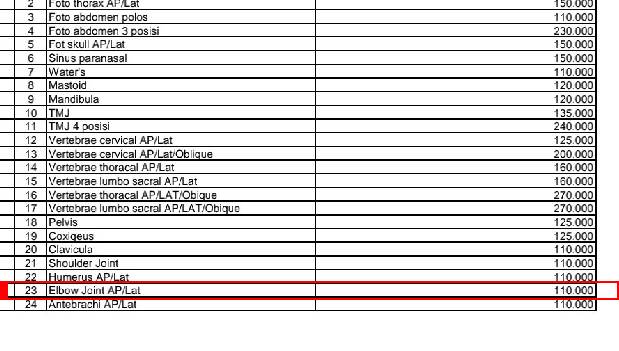 2 Foto thorax AP/Lat 150.000
3 Foto abdomen polos 110.000
4 Foto abdomen 3 posisi 230.000
5 Fot skull AP/Lat 150.000
6 Sinus paranasal 150.000
7 Water's 110.000
8 Mastoid 120.000
9 Mandibula 120.000
10 TMJ 135.000
11 TMJ 4 posisi 240.000
12 Vertebrae cervical AP/Lat 125.000
13 Vertebrae cervical AP/Lat/Oblique 200.000
14 Vertebrae thoracal AP/Lat 160.000
15 Vertebrae lumbo sacral AP/Lat 160.000
16 Vertebrae thoracal AP/LAT/Obique 270.000
17 Vertebrae lumbo sacral AP/LAT/Obique 270.000
18 Pelvis 125.000
19 Coxigeus 125.000
20 Clavicula 110.000
21 Shoulder Joint 110.000
22 Humerus AP/Lat 110.000
23 Elbow Joint AP/Lat 110.000
24 Antebrachi AP/Lat 110.000